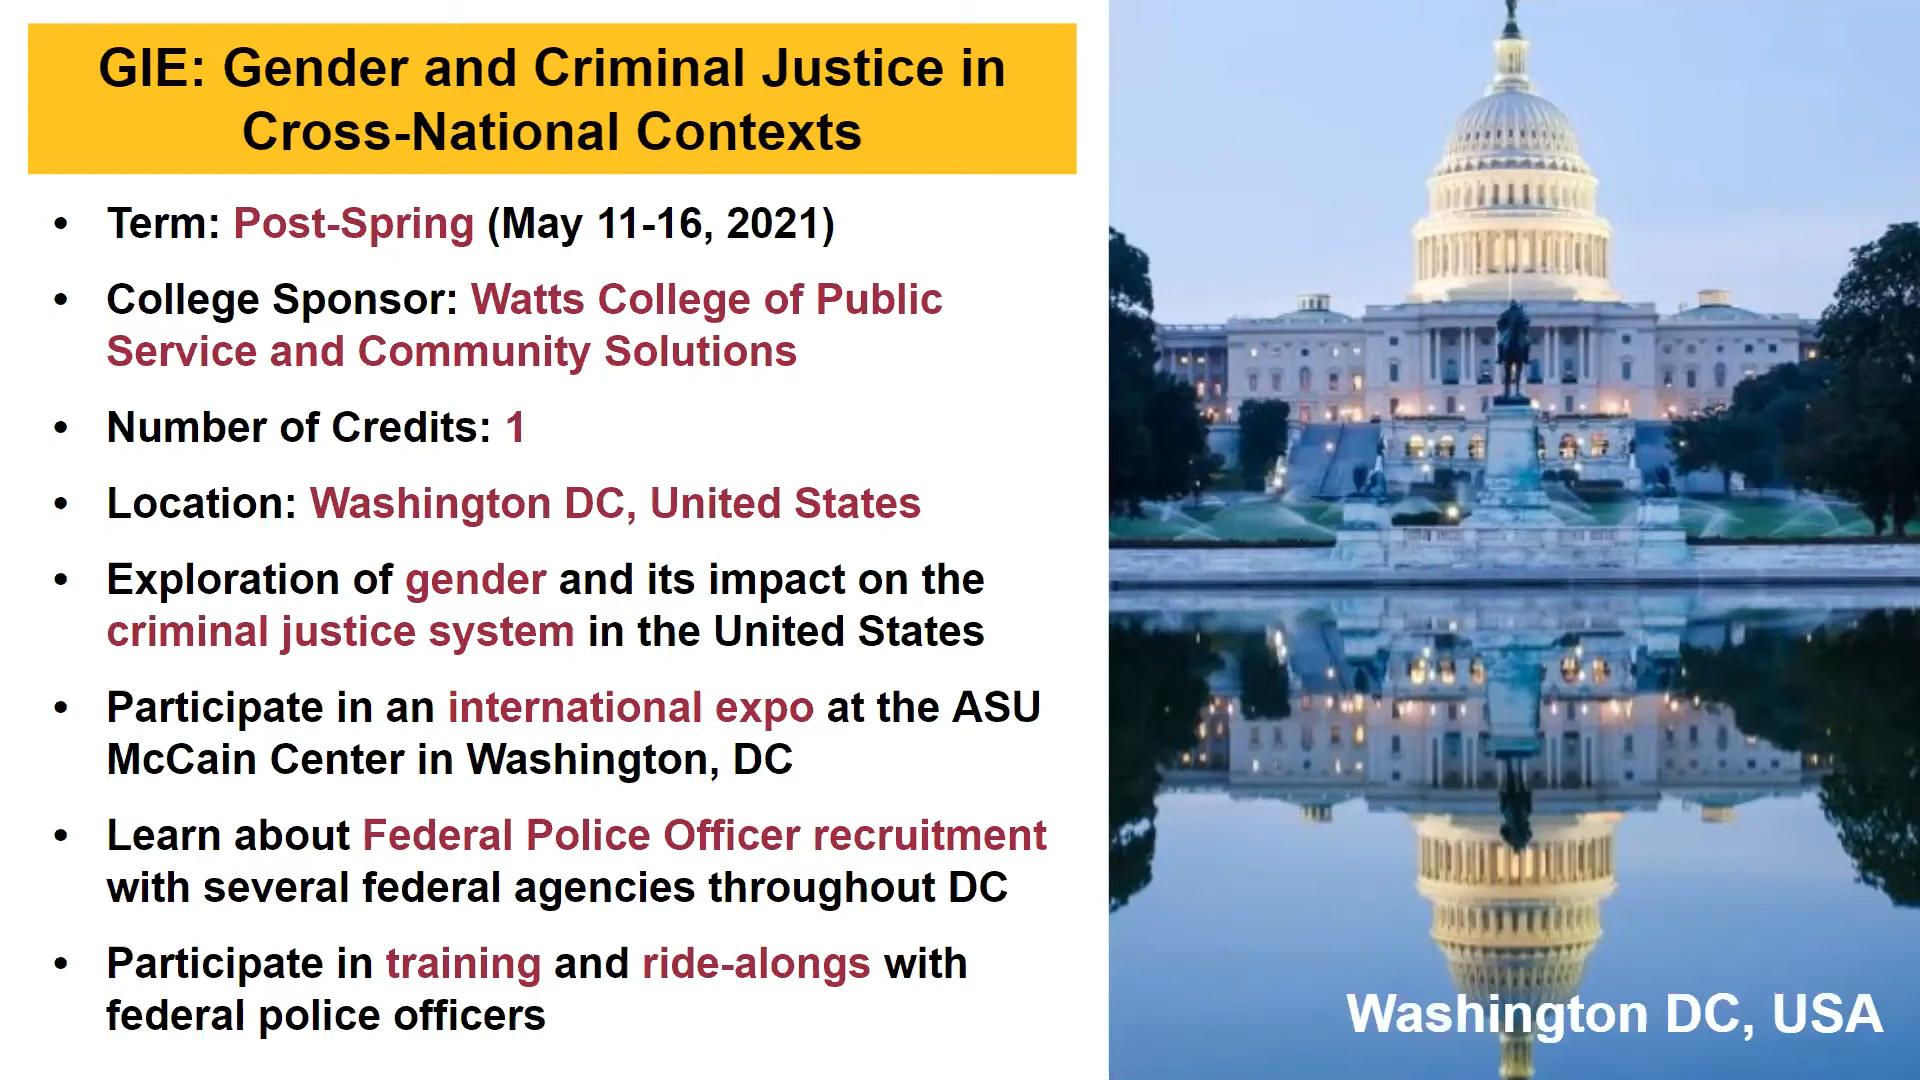 GIE: Gender and Criminal Justice in
Cross-National Contexts
• Term: Post-Spring (May 11-16, 2021)
• College Sponsor: Watts College of Public
Service and Community Solutions
• Number of Credits: 1
• Location: Washington DC, United States
• Exploration of gender and its impact on the
criminal justice system in the United States
• Participate in an international expo at the ASU
McCain Center in Washington, DC
• Learn about Federal Police Officer recruitment
with several federal agencies throughout DC
• Participate in training and ride-alongs with
federal police officers
Washington DC, USA